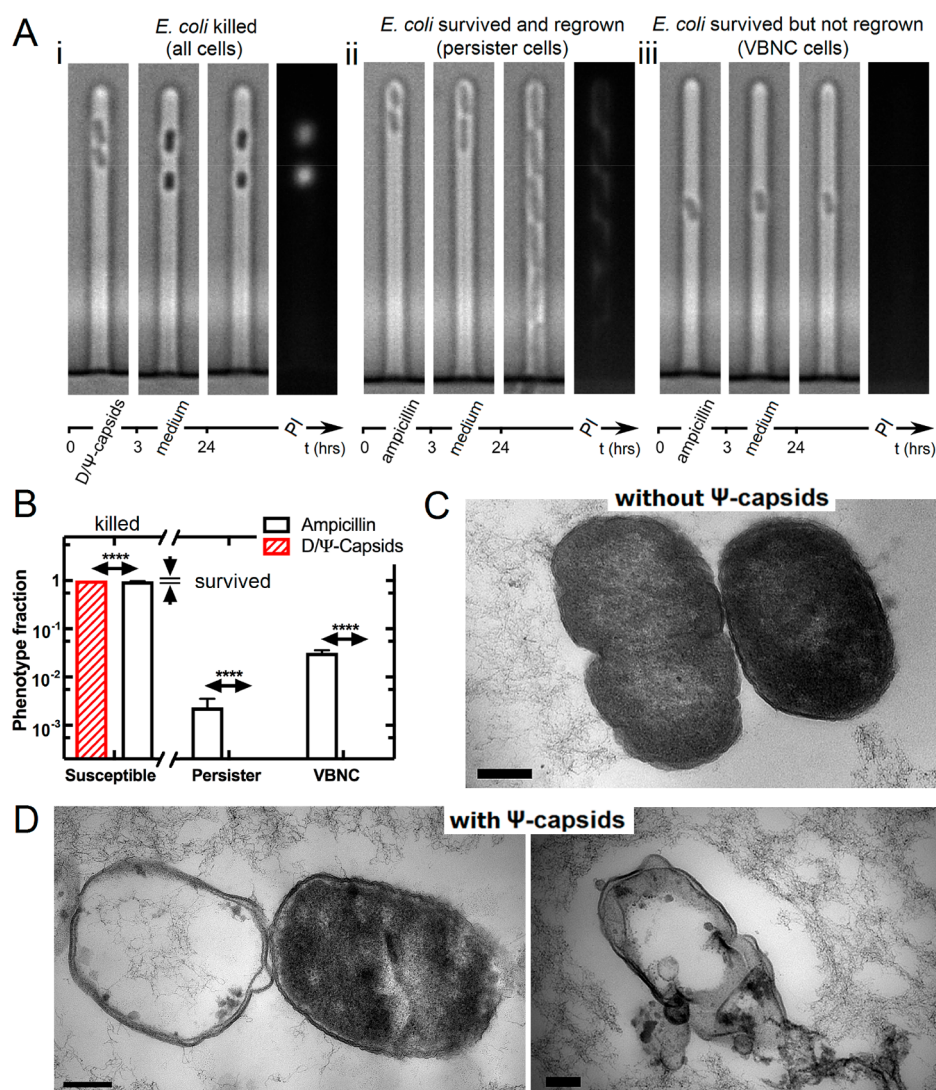 A
i
E. coli killed
(all cells)
ii
E. coli survived and regrown
(persister cells)
iii
E. coli survived but not regrown
(VBNC cells)
0
D/Ψ-capsids
3
medium
24
PI
t (hrs)
0
ampicillin
3
medium
24
PI
t (hrs)
0
ampicillin
3
medium
24
PI
t (hrs)
B
killed
Ampicillin
D/Ψ-Capsids
****
survived
****
****
Phenotype fraction
1
10⁻¹
10⁻²
10⁻³
Susceptible
Persister
VBNC
C
without Ψ-capsids
D
with Ψ-capsids